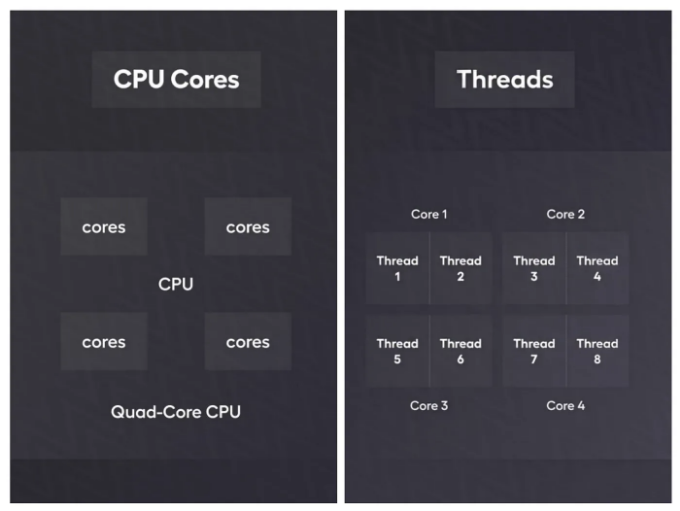 CPU Cores
cores cores
CPU
cores cores
Quad-Core CPU
Threads
Core 1 Core 2
Thread Thread Thread Thread
1 2 3 4
Thread Thread Thread Thread
5 6 7 8
Core 3 Core 4